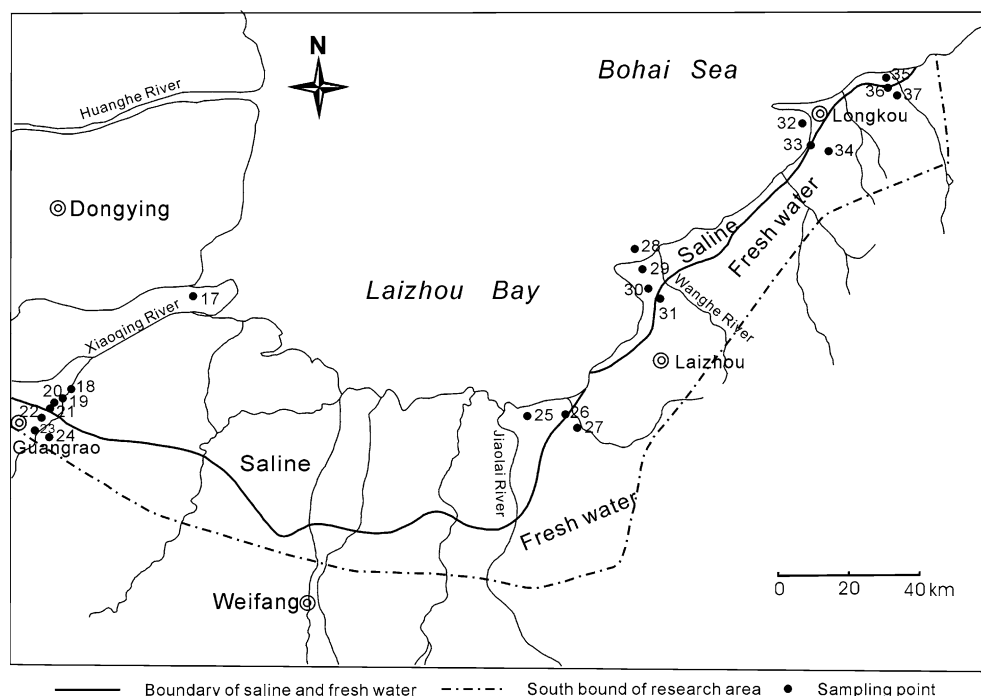 N
Bohai Sea
Huanghe River
35
36
37
32
Longkou
33
34
Dongying
Fresh water
Saline
28
29
Laizhou Bay
30
31
Wanghe River
17
Xiaoqing River
Laizhou
18
20
19
22
21
25
26
23
24
27
Guangrao
Saline
Jiaolai River
Fresh water
Weifang
0 20 40 km
Boundary of saline and fresh water
South bound of research area
Sampling point